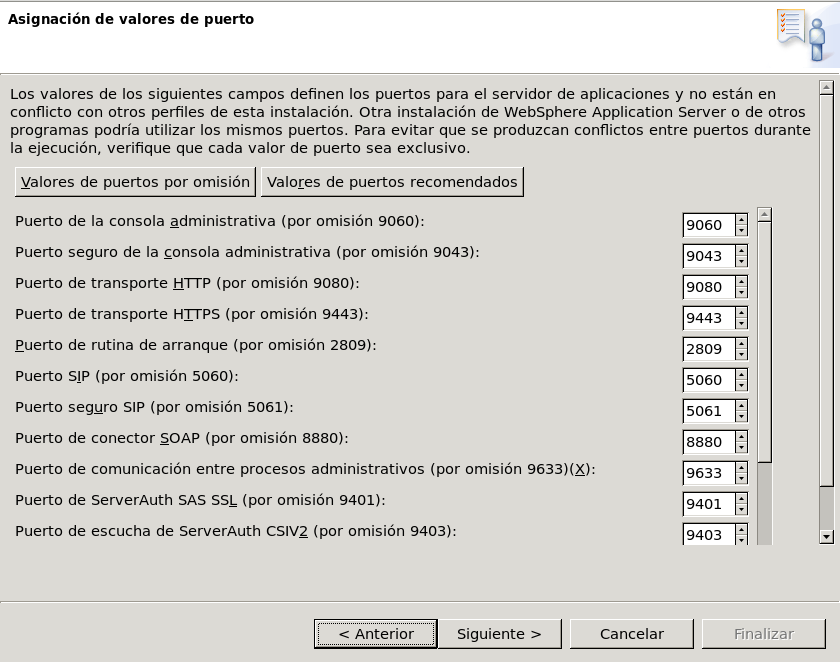 Asignación de valores de puerto
Los valores de los siguientes campos definen los puertos para el servidor de aplicaciones y no están en
conflicto con otros perfiles de esta instalación. Otra instalación de WebSphere Application Server o de otros
programas podría utilizar los mismos puertos. Para evitar que se produzcan conflictos entre puertos durante
la ejecución, verifique que cada valor de puerto sea exclusivo.
Valores de puertos por omisión Valores de puertos recomendados
Puerto de la consola administrativa (por omisión 9060): 9060
Puerto seguro de la consola administrativa (por omisión 9043): 9043
Puerto de transporte HTTP (por omisión 9080): 9080
Puerto de transporte HTTPS (por omisión 9443): 9443
Puerto de rutina de arranque (por omisión 2809): 2809
Puerto SIP (por omisión 5060): 5060
Puerto seguro SIP (por omisión 5061): 5061
Puerto de conector SOAP (por omisión 8880): 8880
Puerto de comunicación entre procesos administrativos (por omisión 9633)(X): 9633
Puerto de ServerAuth SAS SSL (por omisión 9401): 9401
Puerto de escucha de ServerAuth CSIV2 (por omisión 9403): 9403
< Anterior Siguiente > Cancelar Finalizar